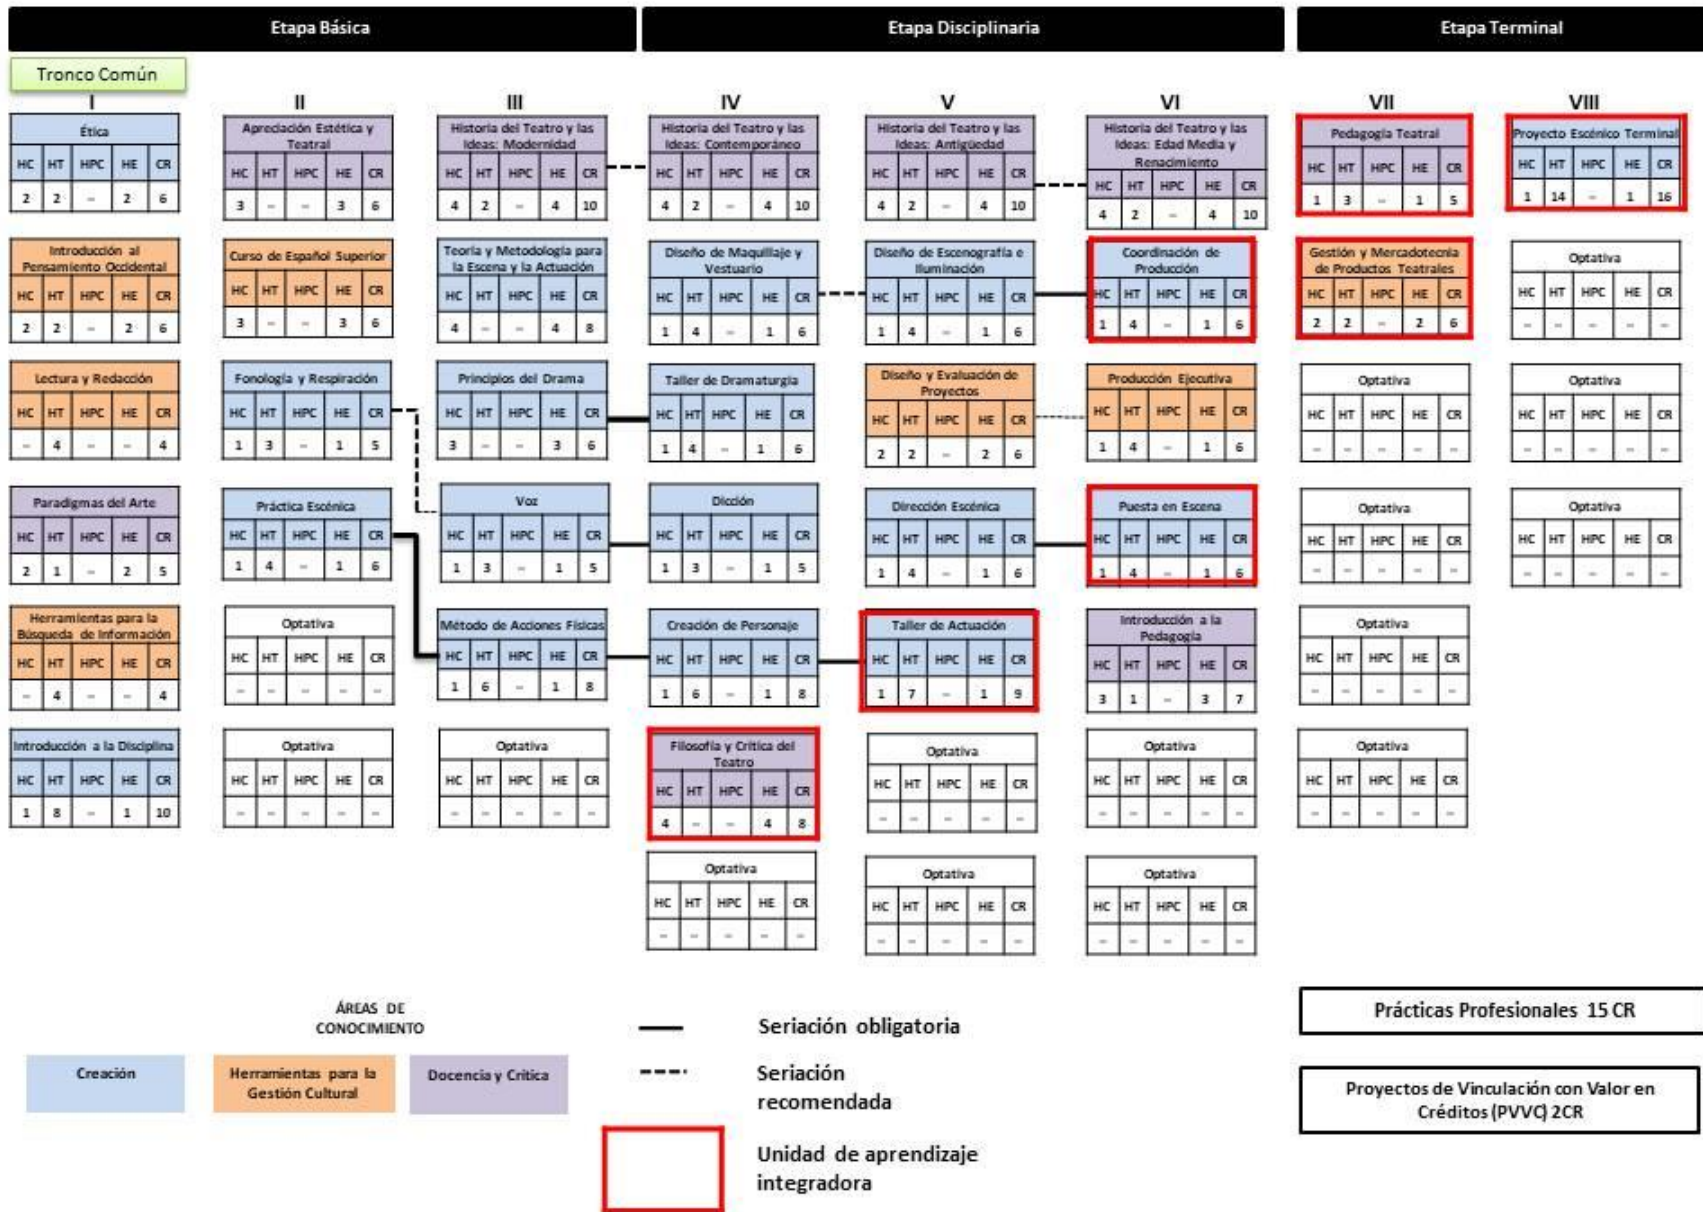 Etapa Básica
Etapa Disciplinaria
Etapa Terminal
Tronco Común
I
II
III
IV
V
VI
VII
VIII
Ética
HC HT HPC HE CR
2 2 – 2 6
Introducción al
Pensamiento Occidental
HC HT HPC HE CR
2 2 – 2 6
Lectura y Redacción
HC HT HPC HE CR
– 4 – – 4
Paradigmas del Arte
HC HT HPC HE CR
2 1 – 2 5
Herramientas para la
Búsqueda de Información
HC HT HPC HE CR
– 4 – – 4
Introducción a la Disciplina
HC HT HPC HE CR
1 8 – 1 10
Apreciación Estética y
Teatral
HC HT HPC HE CR
3 – – 3 6
Curso de Español Superior
HC HT HPC HE CR
3 – – 3 6
Fonología y Respiración
HC HT HPC HE CR
1 3 – 1 5
Práctica Escénica
HC HT HPC HE CR
1 4 – 1 6
Optativa
HC HT HPC HE CR
– – – – –
Optativa
HC HT HPC HE CR
– – – – –
Historia del Teatro y las
Ideas: Modernidad
HC HT HPC HE CR
4 2 – 4 10
Teoría y Metodología para
la Escena y la Actuación
HC HT HPC HE CR
4 – – 4 8
Principios del Drama
HC HT HPC HE CR
3 – – 3 6
Voz
HC HT HPC HE CR
1 3 – 1 5
Método de Acciones Físicas
HC HT HPC HE CR
1 6 – 1 8
Optativa
HC HT HPC HE CR
– – – – –
Historia del Teatro y las
Ideas: Contemporáneo
HC HT HPC HE CR
4 2 – 4 10
Diseño de Maquillaje y
Vestuario
HC HT HPC HE CR
1 4 – 1 6
Taller de Dramaturgia
HC HT HPC HE CR
1 4 – 1 6
Dicción
HC HT HPC HE CR
1 3 – 1 5
Creación de Personaje
HC HT HPC HE CR
1 6 – 1 8
Filosofía y Crítica del
Teatro
HC HT HPC HE CR
4 – – 4 8
Optativa
HC HT HPC HE CR
– – – – –
Historia del Teatro y las
Ideas: Antigüedad
HC HT HPC HE CR
4 2 – 4 10
Diseño de Escenografía e
Iluminación
HC HT HPC HE CR
1 4 – 1 6
Diseño y Evaluación de
Proyectos
HC HT HPC HE CR
2 2 – 2 6
Dirección Escénica
HC HT HPC HE CR
1 4 – 1 6
Taller de Actuación
HC HT HPC HE CR
1 7 – 1 9
Optativa
HC HT HPC HE CR
– – – – –
Optativa
HC HT HPC HE CR
– – – – –
Historia del Teatro y las
Ideas: Edad Media y
Renacimiento
HC HT HPC HE CR
4 2 – 4 10
Coordinación de
Producción
HC HT HPC HE CR
1 4 – 1 6
Producción Ejecutiva
HC HT HPC HE CR
1 4 – 1 6
Puesta en Escena
HC HT HPC HE CR
1 4 – 1 6
Introducción a la
Pedagogía
HC HT HPC HE CR
3 1 – 3 7
Optativa
HC HT HPC HE CR
– – – – –
Optativa
HC HT HPC HE CR
– – – – –
Pedagogía Teatral
HC HT HPC HE CR
1 3 – 1 5
Gestión y Mercadotecnia
de Productos Teatrales
HC HT HPC HE CR
2 2 – 2 6
Optativa
HC HT HPC HE CR
– – – – –
Optativa
HC HT HPC HE CR
– – – – –
Optativa
HC HT HPC HE CR
– – – – –
Optativa
HC HT HPC HE CR
– – – – –
Proyecto Escénico Terminal
HC HT HPC HE CR
1 14 – 1 16
Optativa
HC HT HPC HE CR
– – – – –
Optativa
HC HT HPC HE CR
– – – – –
Optativa
HC HT HPC HE CR
– – – – –
ÁREAS DE
CONOCIMIENTO
Creación
Herramientas para la
Gestión Cultural
Docencia y Crítica
Seriación obligatoria
Seriación
recomendada
Unidad de aprendizaje
integradora
Prácticas Profesionales 15 CR
Proyectos de Vinculación con Valor en
Créditos (PVVC) 2CR